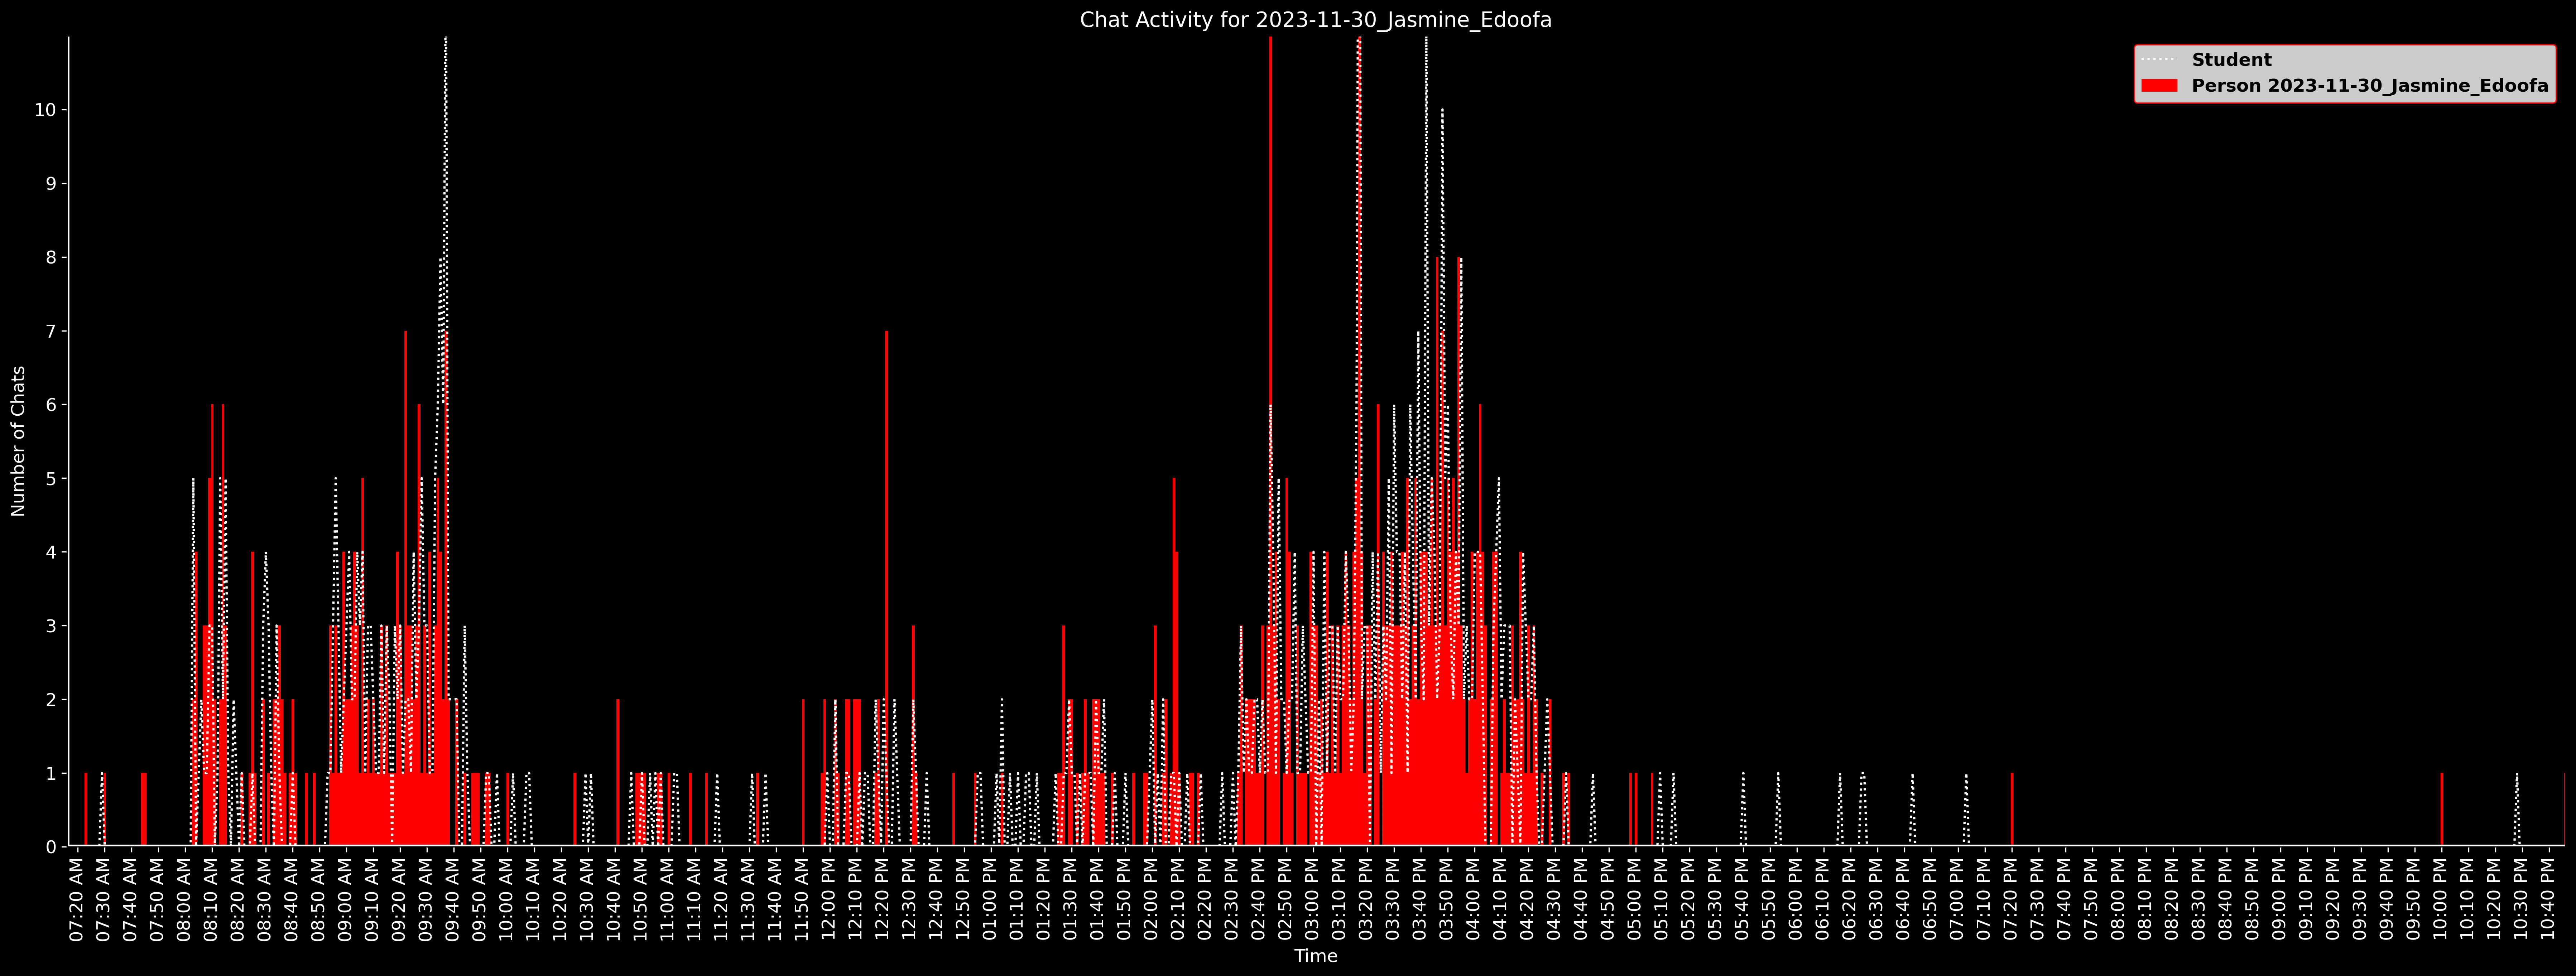 Chat Activity for 2023-11-30_Jasmine_Edoofa
Student
Person 2023-11-30_Jasmine_Edoofa
Number of Chats
10
9
8
7
6
5
4
3
2
1
0
07:20 AM
07:30 AM
07:40 AM
07:50 AM
08:00 AM
08:10 AM
08:20 AM
08:30 AM
08:40 AM
08:50 AM
09:00 AM
09:10 AM
09:20 AM
09:30 AM
09:40 AM
09:50 AM
10:00 AM
10:10 AM
10:20 AM
10:30 AM
10:40 AM
10:50 AM
11:00 AM
11:10 AM
11:20 AM
11:30 AM
11:40 AM
11:50 AM
12:00 PM
12:10 PM
12:20 PM
12:30 PM
12:40 PM
12:50 PM
01:00 PM
01:10 PM
01:20 PM
01:30 PM
01:40 PM
01:50 PM
02:00 PM
02:10 PM
02:20 PM
02:30 PM
02:40 PM
02:50 PM
03:00 PM
03:10 PM
03:20 PM
03:30 PM
03:40 PM
03:50 PM
04:00 PM
04:10 PM
04:20 PM
04:30 PM
04:40 PM
04:50 PM
05:00 PM
05:10 PM
05:20 PM
05:30 PM
05:40 PM
05:50 PM
06:00 PM
06:10 PM
06:20 PM
06:30 PM
06:40 PM
06:50 PM
07:00 PM
07:10 PM
07:20 PM
07:30 PM
07:40 PM
07:50 PM
08:00 PM
08:10 PM
08:20 PM
08:30 PM
08:40 PM
08:50 PM
09:00 PM
09:10 PM
09:20 PM
09:30 PM
09:40 PM
09:50 PM
10:00 PM
10:10 PM
10:20 PM
10:30 PM
10:40 PM
Time